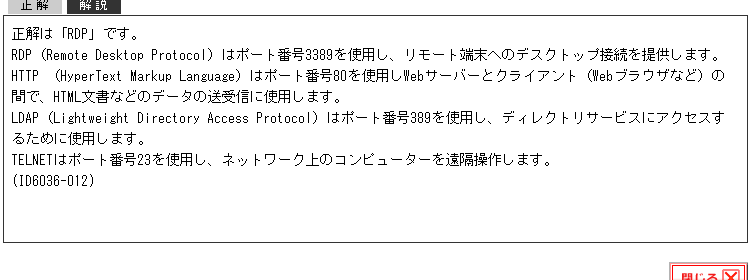 正解 解説
正解は「RDP」です。
RDP（Remote Desktop Protocol）はポート番号3389を使用し、リモート端末へのデスクトップ接続を提供します。
HTTP （HyperText Markup Language）はポート番号80を使用しWebサーバーとクライアント（Webブラウザなど）の
間で、HTML文書などのデータの送受信に使用します。
LDAP（Lightweight Directory Access Protocol）はポート番号389を使用し、ディレクトリサービスにアクセスす
るために使用します。
TELNETはポート番号23を使用し、ネットワーク上のコンピューターを遠隔操作します。
(ID6036-012)
閉じる